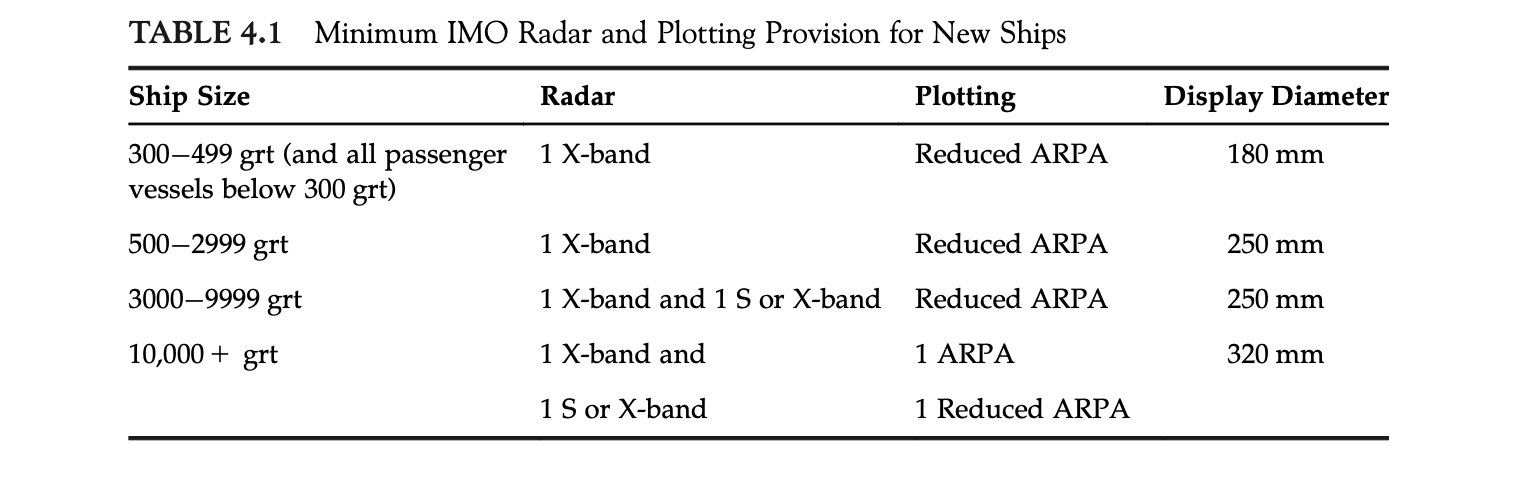 TABLE 4.1 Minimum IMO Radar and Plotting Provision for New Ships
Ship Size Radar Plotting Display Diameter
300–499 grt (and all passenger 1 X-band Reduced ARPA 180 mm
vessels below 300 grt)
500–2999 grt 1 X-band Reduced ARPA 250 mm
3000–9999 grt 1 X-band and 1 S or X-band Reduced ARPA 250 mm
10,000 + grt 1 X-band and 1 ARPA 320 mm
1 S or X-band 1 Reduced ARPA